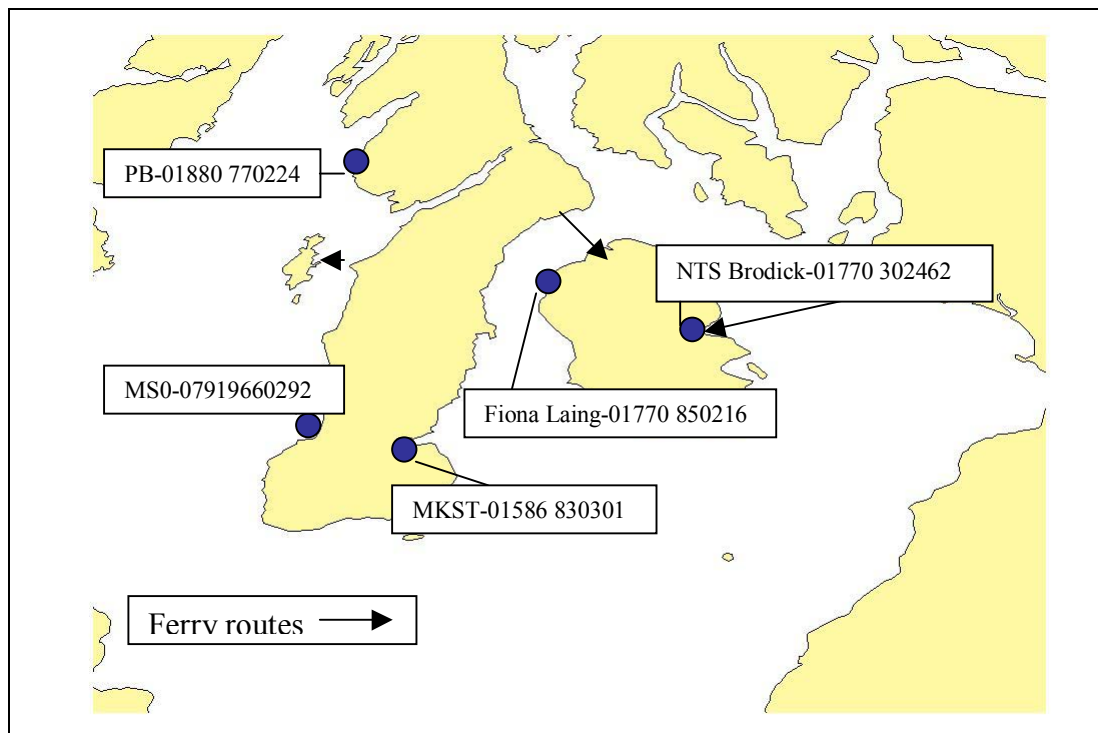 PB-01880 770224
NTS Brodick-01770 302462
MS0-07919660292
Fiona Laing-01770 850216
MKST-01586 830301
Ferry routes